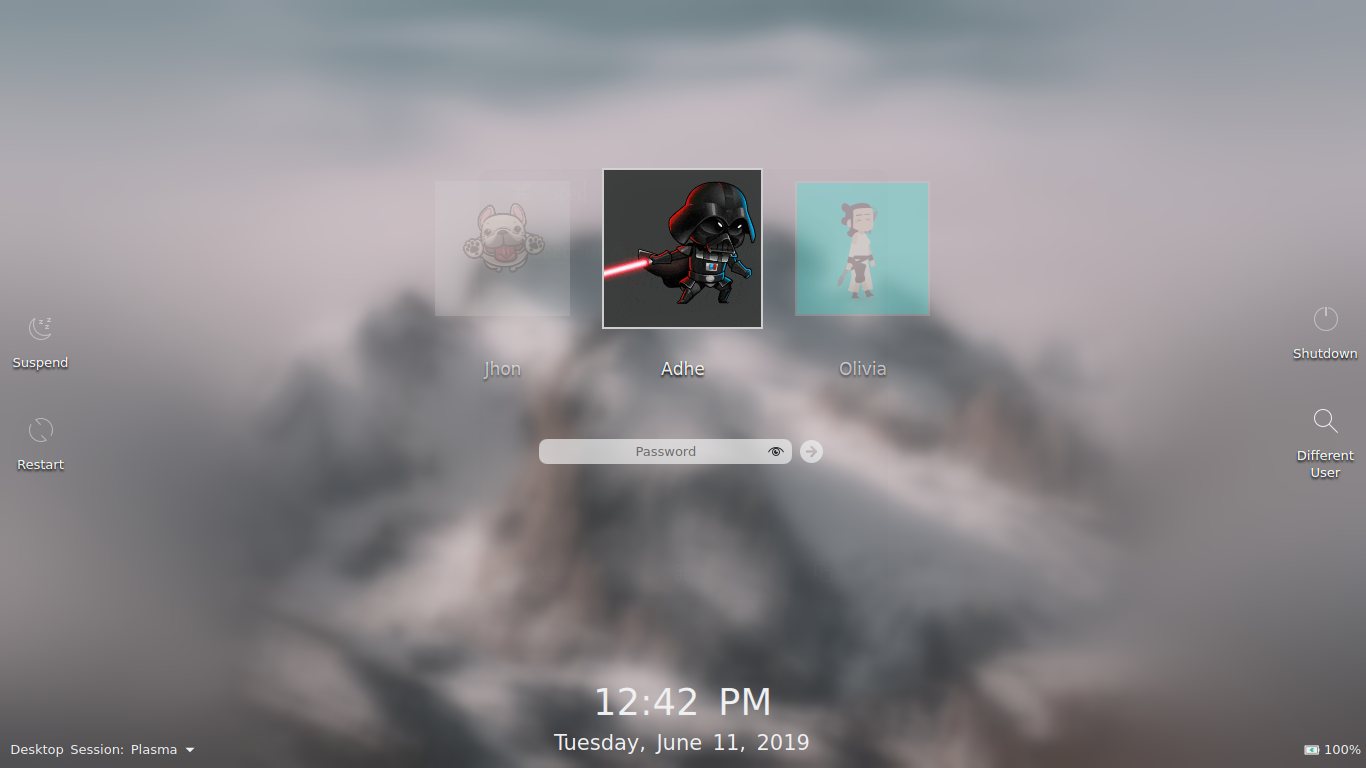 Jhon
Adhe
Olivia
Suspend
Shutdown
Password
Restart
Different
User
12:42 PM
Tuesday, June 11, 2019
Desktop Session: Plasma
100%